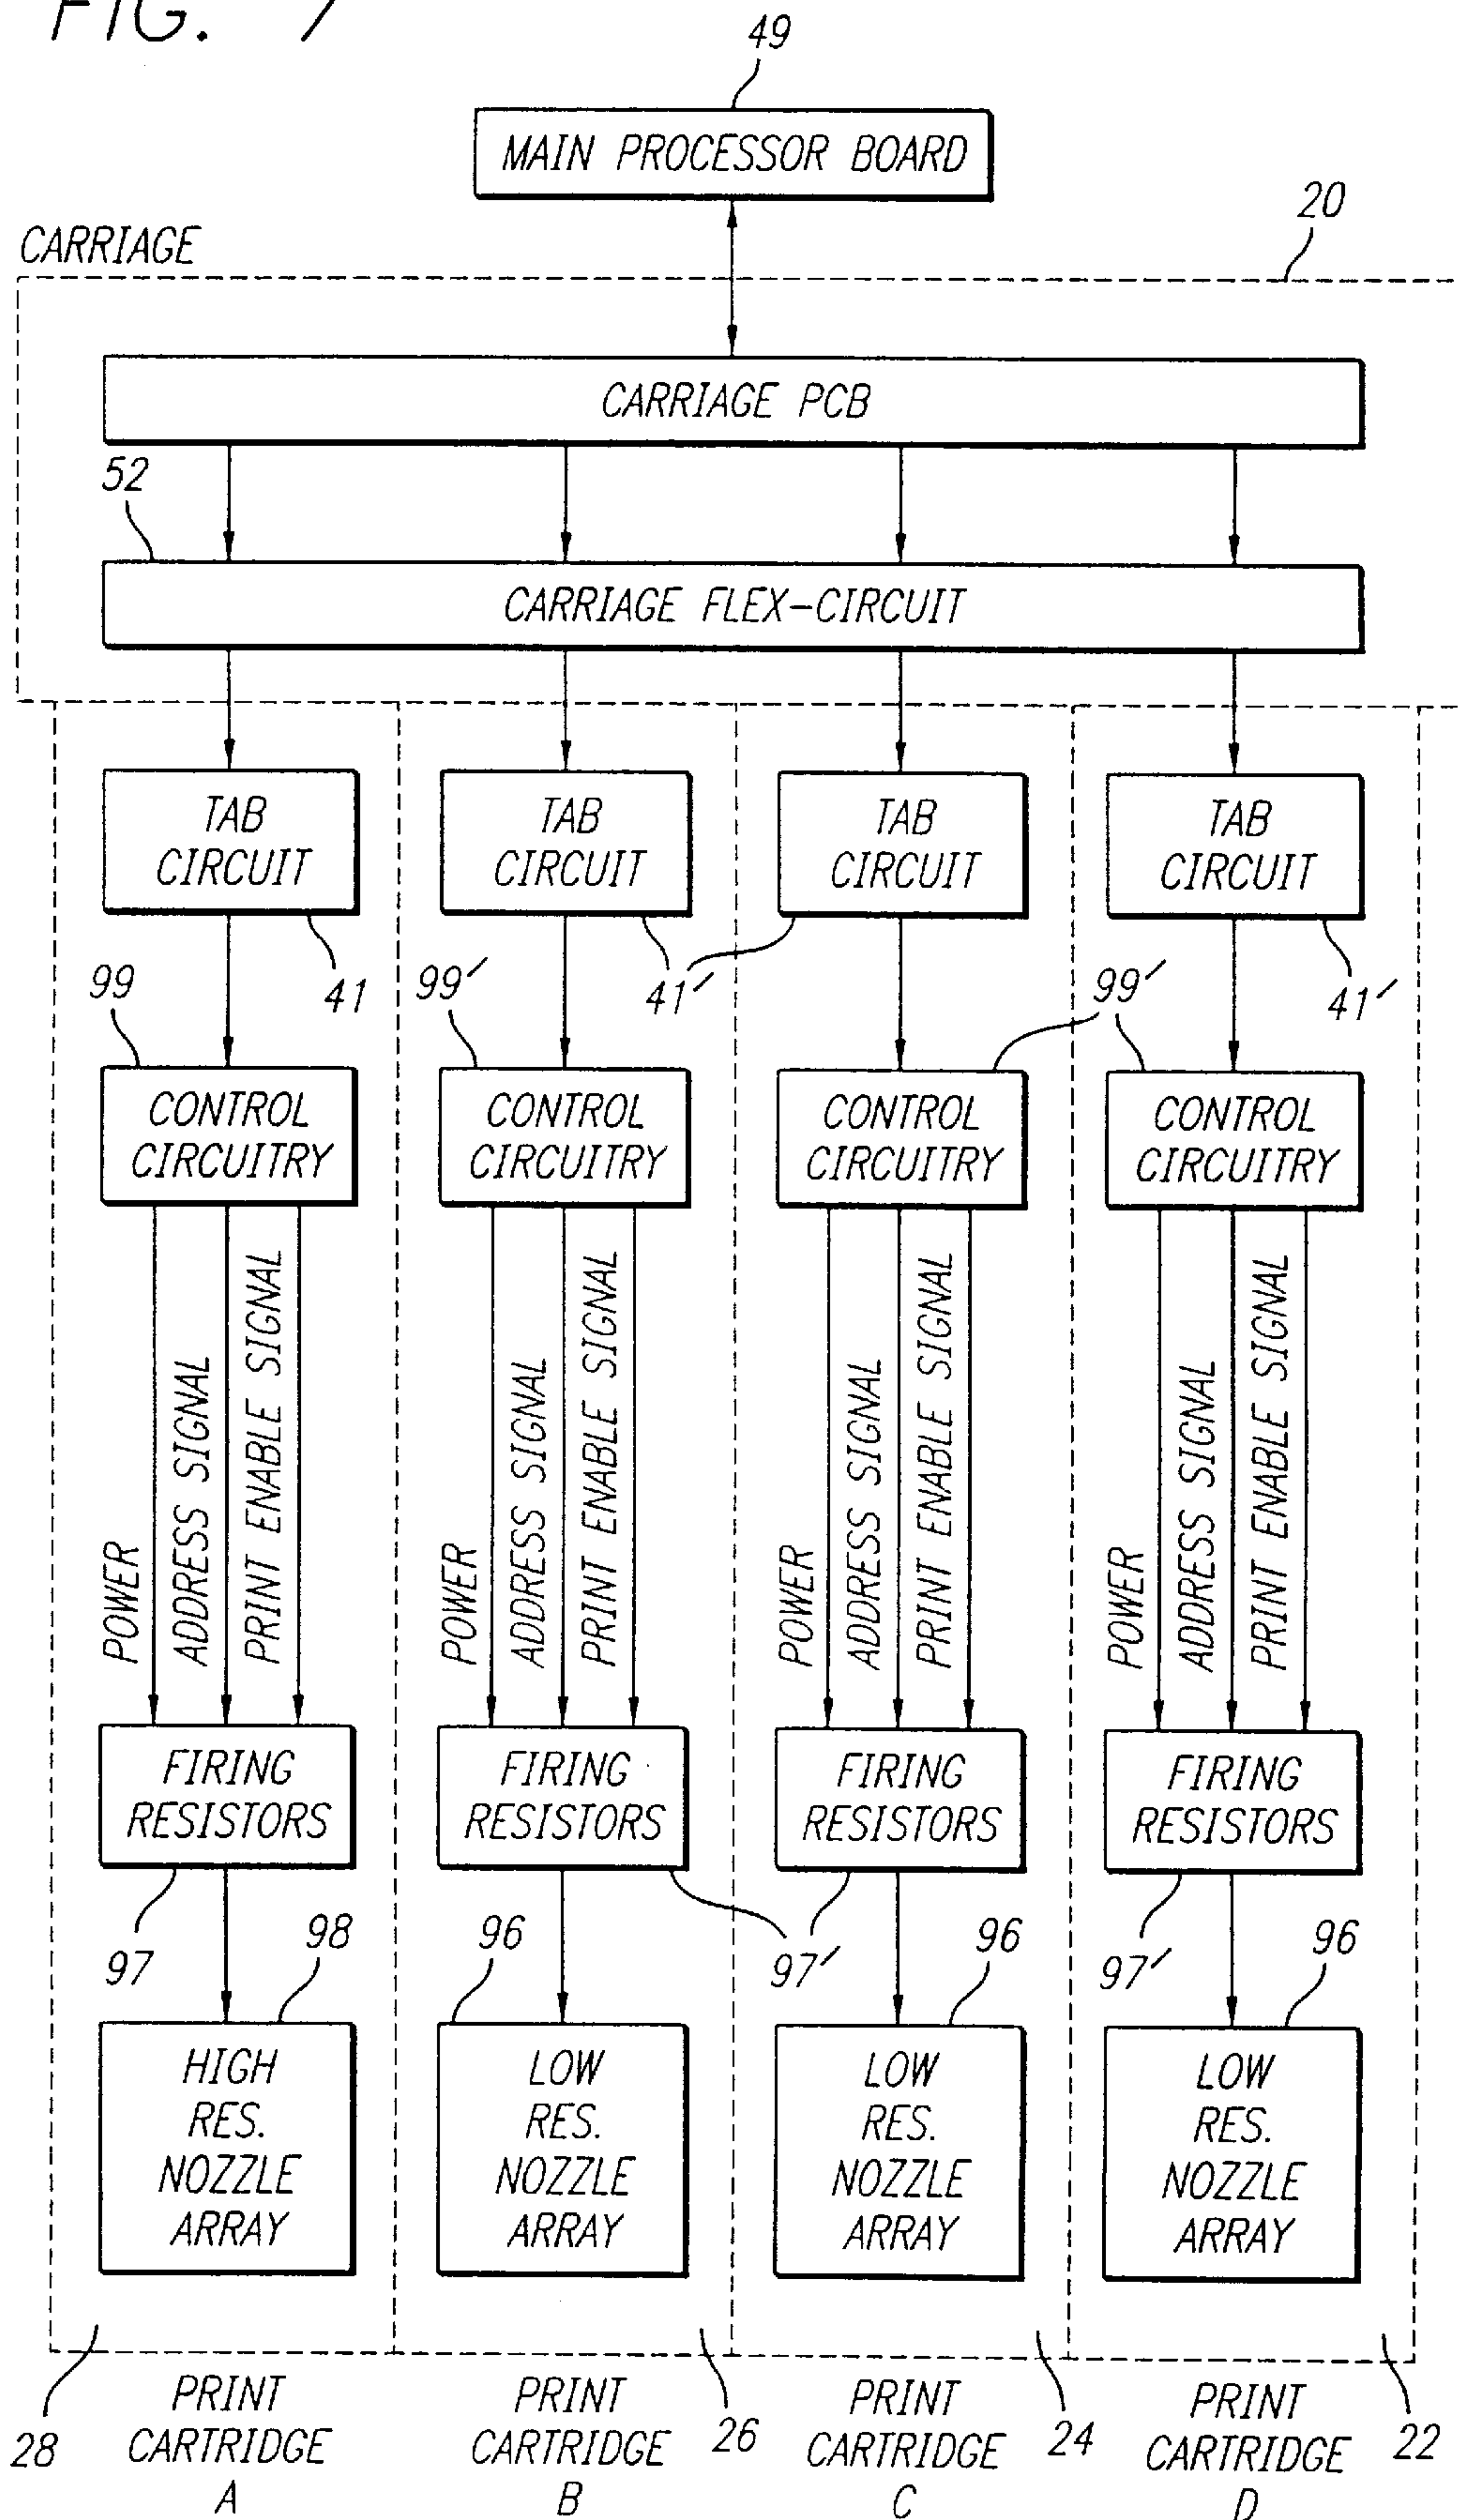 FIG. 7
49
MAIN PROCESSOR BOARD
20
CARRIAGE
CARRIAGE PCB
52
CARRIAGE FLEX-CIRCUIT
TAB
CIRCUIT
TAB
CIRCUIT
TAB
CIRCUIT
TAB
CIRCUIT
99
41
99′
41′
99′
41′
CONTROL
CIRCUITRY
CONTROL
CIRCUITRY
CONTROL
CIRCUITRY
CONTROL
CIRCUITRY
POWER
ADDRESS SIGNAL
PRINT ENABLE SIGNAL
POWER
ADDRESS SIGNAL
PRINT ENABLE SIGNAL
POWER
ADDRESS SIGNAL
PRINT ENABLE SIGNAL
POWER
ADDRESS SIGNAL
PRINT ENABLE SIGNAL
FIRING
RESISTORS
FIRING
RESISTORS
FIRING
RESISTORS
FIRING
RESISTORS
97
98
96
97′
96
97′
96
HIGH
RES.
NOZZLE
ARRAY
LOW
RES.
NOZZLE
ARRAY
LOW
RES.
NOZZLE
ARRAY
LOW
RES.
NOZZLE
ARRAY
28
PRINT
CARTRIDGE
A
PRINT
CARTRIDGE
B
26
PRINT
CARTRIDGE
C
24
PRINT
CARTRIDGE
D
22